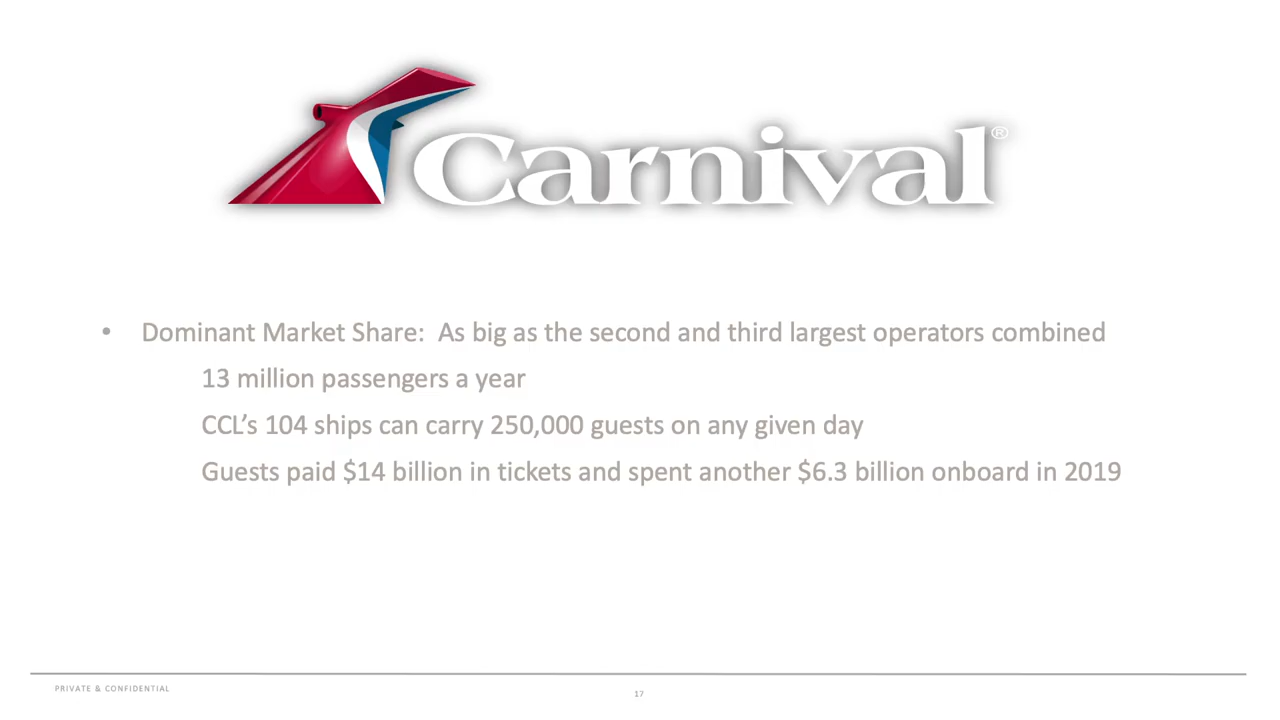 Carnival®
• Dominant Market Share:  As big as the second and third largest operators combined
13 million passengers a year
CCL’s 104 ships can carry 250,000 guests on any given day
Guests paid $14 billion in tickets and spent another $6.3 billion onboard in 2019
PRIVATE & CONFIDENTIAL
17